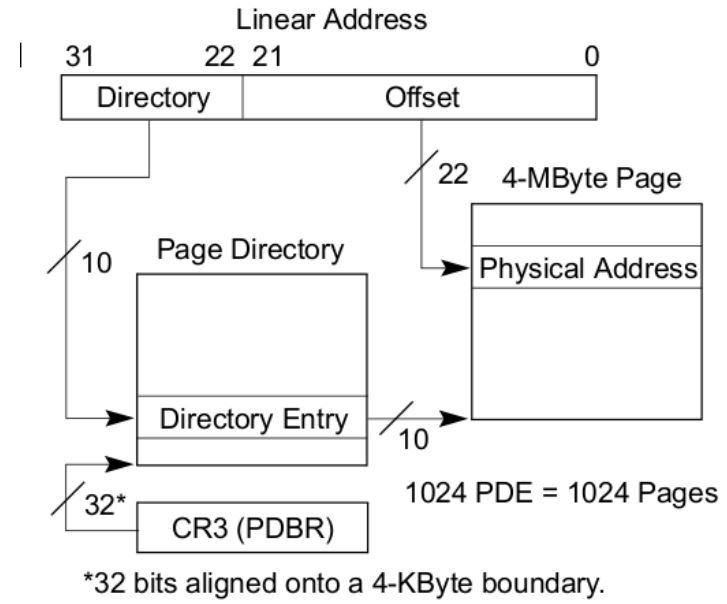 Linear Address
31 22 21 0
Directory Offset
22
4-MByte Page
10
Page Directory
Physical Address
Directory Entry
10
32*
1024 PDE = 1024 Pages
CR3 (PDBR)
*32 bits aligned onto a 4-KByte boundary.